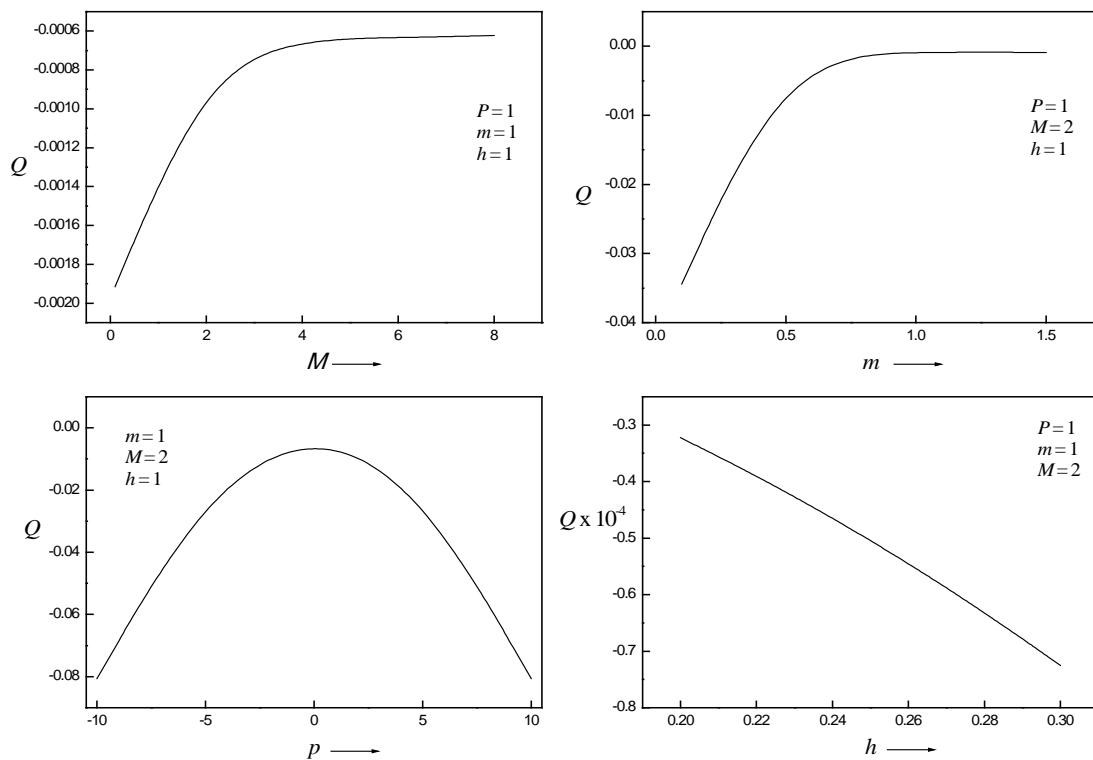 -0.0006
-0.0008
-0.0010
-0.0012
-0.0014
-0.0016
-0.0018
-0.0020
Q
P = 1
m = 1
h = 1
0 2 4 6 8
M
0.00
-0.01
-0.02
-0.03
-0.04
Q
P = 1
M = 2
h = 1
0.0 0.5 1.0 1.5
m
0.00
-0.02
-0.04
-0.06
-0.08
Q
m = 1
M = 2
h = 1
-10 -5 0 5 10
p
-0.3
-0.4
-0.5
-0.6
-0.7
-0.8
Q x 10⁻⁴
P = 1
m = 1
M = 2
0.20 0.22 0.24 0.26 0.28 0.30
h